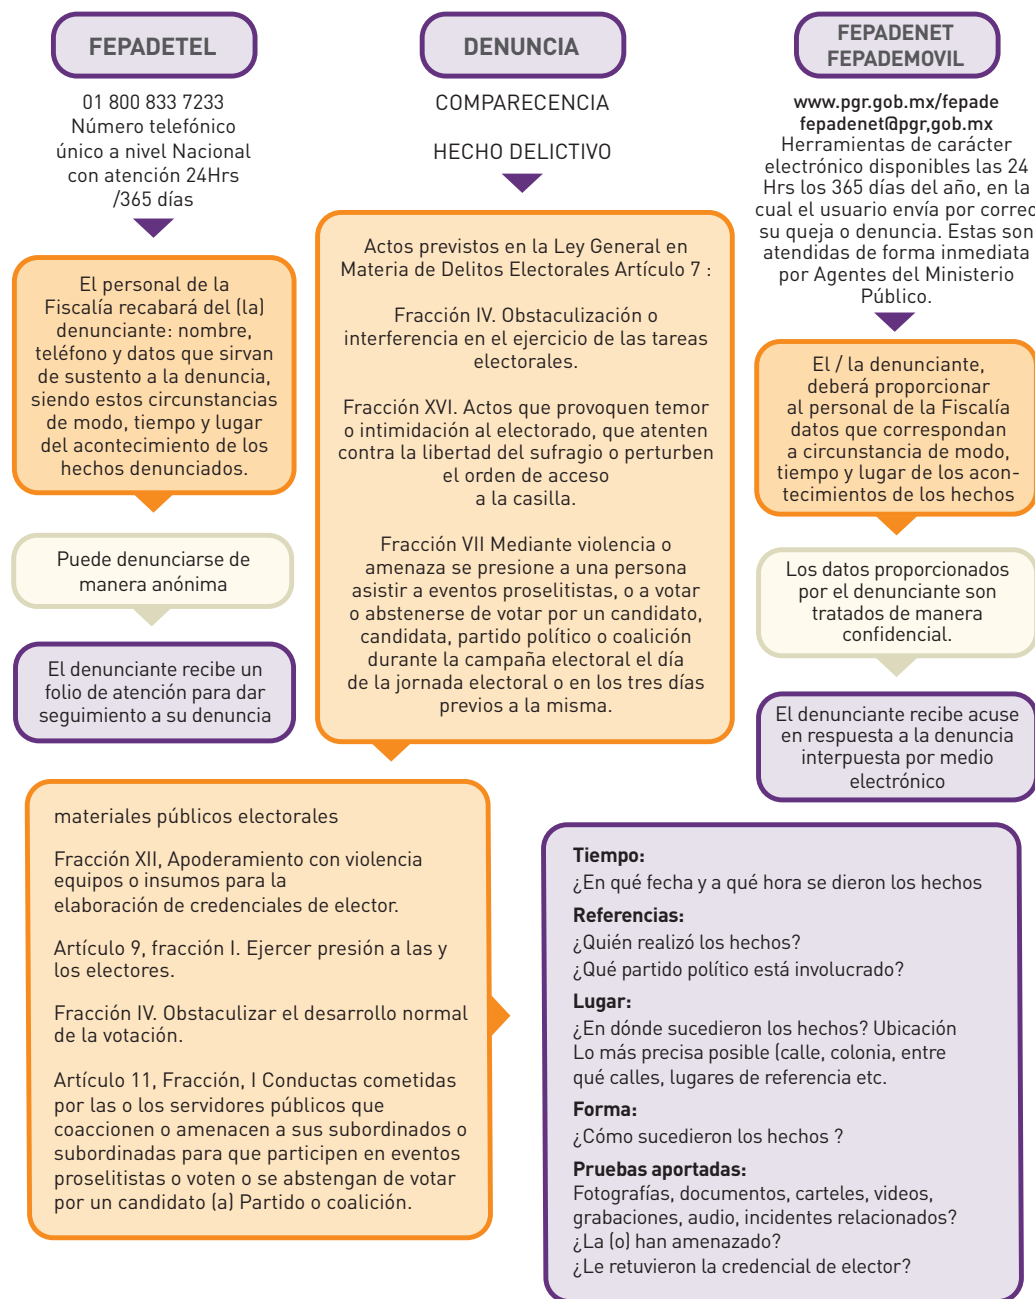 FEPADETEL
01 800 833 7233
Número telefónico
único a nivel Nacional
con atención 24Hrs
/365 días
El personal de la
Fiscalía recabará del (la)
denunciante: nombre,
teléfono y datos que sirvan
de sustento a la denuncia,
siendo estos circunstancias
de modo, tiempo y lugar
del acontecimiento de los
hechos denunciados.
Puede denunciarse de
manera anónima
El denunciante recibe un
folio de atención para dar
seguimiento a su denuncia
DENUNCIA
COMPARECENCIA
HECHO DELICTIVO
Actos previstos en la Ley General en
Materia de Delitos Electorales Artículo 7 :
Fracción IV. Obstaculización o
interferencia en el ejercicio de las tareas
electorales.
Fracción XVI. Actos que provoquen temor
o intimidación al electorado, que atenten
contra la libertad del sufragio o perturben
el orden de acceso
a la casilla.
Fracción VII Mediante violencia o
amenaza se presione a una persona
asistir a eventos proselitistas, o a votar
o abstenerse de votar por un candidato,
candidata, partido político o coalición
durante la campaña electoral el día
de la jornada electoral o en los tres días
previos a la misma.
FEPADENET
FEPADEMOVIL
www.pgr.gob.mx/fepade
fepadenet@pgr,gob.mx
Herramientas de carácter
electrónico disponibles las 24
Hrs los 365 días del año, en la
cual el usuario envía por correo
su queja o denuncia. Estas son
atendidas de forma inmediata
por Agentes del Ministerio
Público.
El / la denunciante,
deberá proporcionar
al personal de la Fiscalía
datos que correspondan
a circunstancia de modo,
tiempo y lugar de los acon-
tecimientos de los hechos
Los datos proporcionados
por el denunciante son
tratados de manera
confidencial.
El denunciante recibe acuse
en respuesta a la denuncia
interpuesta por medio
electrónico
materiales públicos electorales
Fracción XII, Apoderamiento con violencia
equipos o insumos para la
elaboración de credenciales de elector.
Artículo 9, fracción I. Ejercer presión a las y
los electores.
Fracción IV. Obstaculizar el desarrollo normal
de la votación.
Artículo 11, Fracción, I Conductas cometidas
por las o los servidores públicos que
coaccionen o amenacen a sus subordinados o
subordinadas para que participen en eventos
proselitistas o voten o se abstengan de votar
por un candidato (a) Partido o coalición.
Tiempo:
¿En qué fecha y a qué hora se dieron los hechos
Referencias:
¿Quién realizó los hechos?
¿Qué partido político está involucrado?
Lugar:
¿En dónde sucedieron los hechos? Ubicación
Lo más precisa posible (calle, colonia, entre
qué calles, lugares de referencia etc.
Forma:
¿Cómo sucedieron los hechos ?
Pruebas aportadas:
Fotografías, documentos, carteles, videos,
grabaciones, audio, incidentes relacionados?
¿La (o) han amenazado?
¿Le retuvieron la credencial de elector?